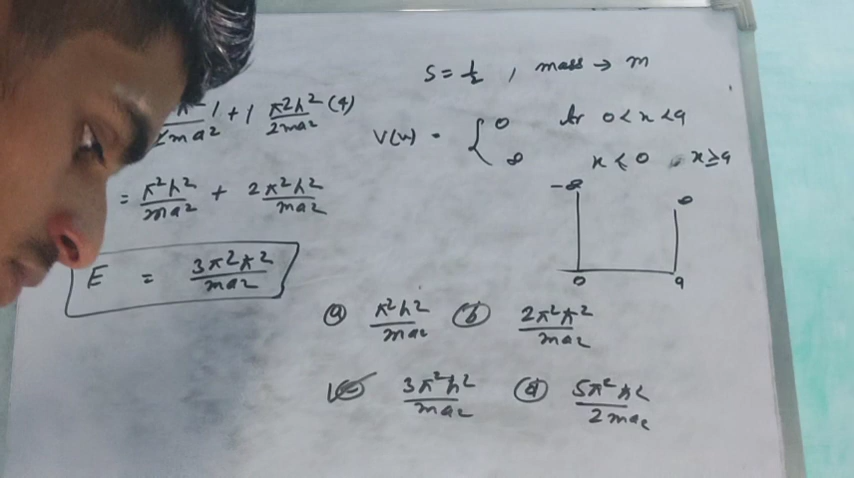 S = 1/2 , mass → m
+ 1 π²ħ²/2ma² (4)
V(x) = { 0 for 0 < x < a
∞ x ≤ 0 , x ≥ a
= π²ħ²/ma² + 2π²ħ²/ma²
-∞ ∞
0 a
E = 3π²ħ²/ma²
(a) π²ħ²/ma² (b) 2π²ħ²/ma²
(c) 3π²ħ²/ma² (d) 5π²ħ²/2ma²